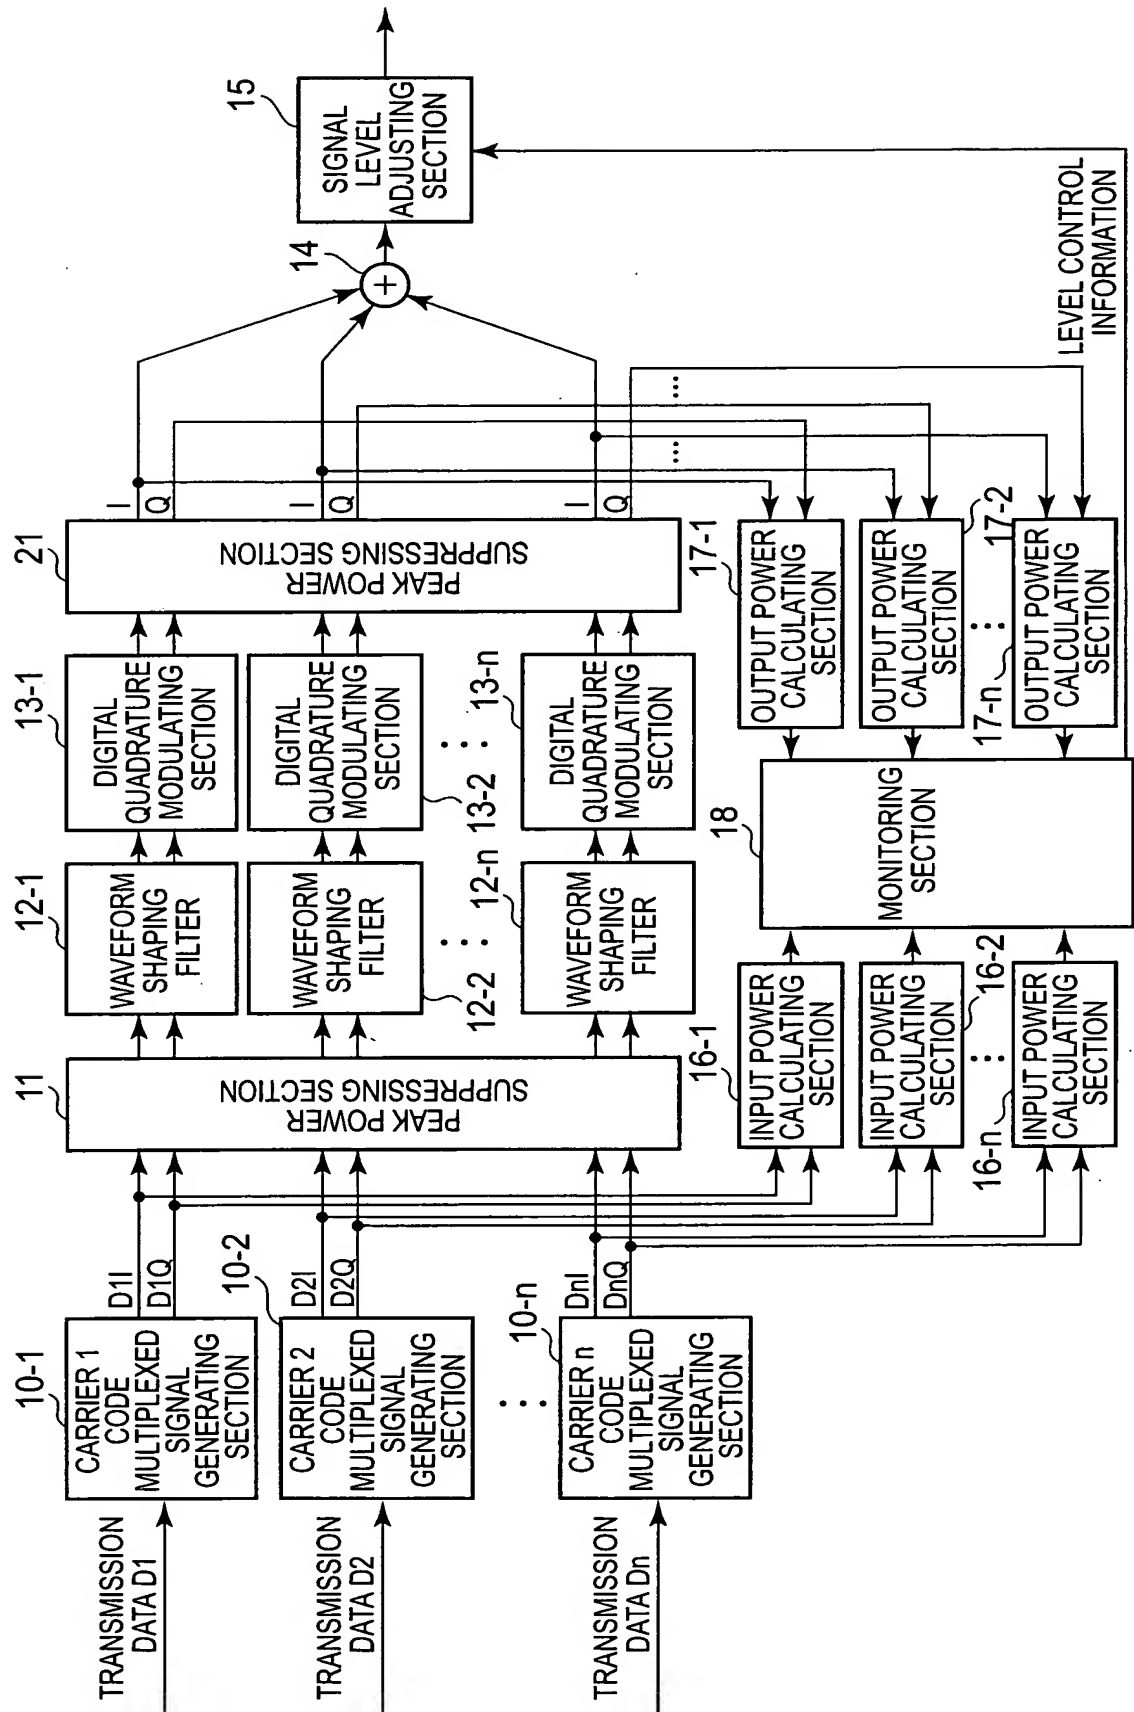 TRANSMISSION
DATA D1
TRANSMISSION
DATA D2
TRANSMISSION
DATA Dn
10-1
CARRIER 1
CODE
MULTIPLEXED
SIGNAL
GENERATING
SECTION
10-2
CARRIER 2
CODE
MULTIPLEXED
SIGNAL
GENERATING
SECTION
10-n
CARRIER n
CODE
MULTIPLEXED
SIGNAL
GENERATING
SECTION
D1I
D1Q
D2I
D2Q
DnI
DnQ
11
PEAK POWER
SUPPRESSING SECTION
12-1
WAVEFORM
SHAPING
FILTER
12-2
WAVEFORM
SHAPING
FILTER
12-n
WAVEFORM
SHAPING
FILTER
13-1
DIGITAL
QUADRATURE
MODULATING
SECTION
13-2
DIGITAL
QUADRATURE
MODULATING
SECTION
13-n
DIGITAL
QUADRATURE
MODULATING
SECTION
21
PEAK POWER
SUPPRESSING SECTION
I
Q
I
Q
I
Q
14
+
15
SIGNAL
LEVEL
ADJUSTING
SECTION
16-1
INPUT POWER
CALCULATING
SECTION
16-2
INPUT POWER
CALCULATING
SECTION
16-n
INPUT POWER
CALCULATING
SECTION
18
MONITORING
SECTION
17-1
OUTPUT POWER
CALCULATING
SECTION
17-2
OUTPUT POWER
CALCULATING
SECTION
17-n
17-2
OUTPUT POWER
CALCULATING
SECTION
LEVEL CONTROL
INFORMATION